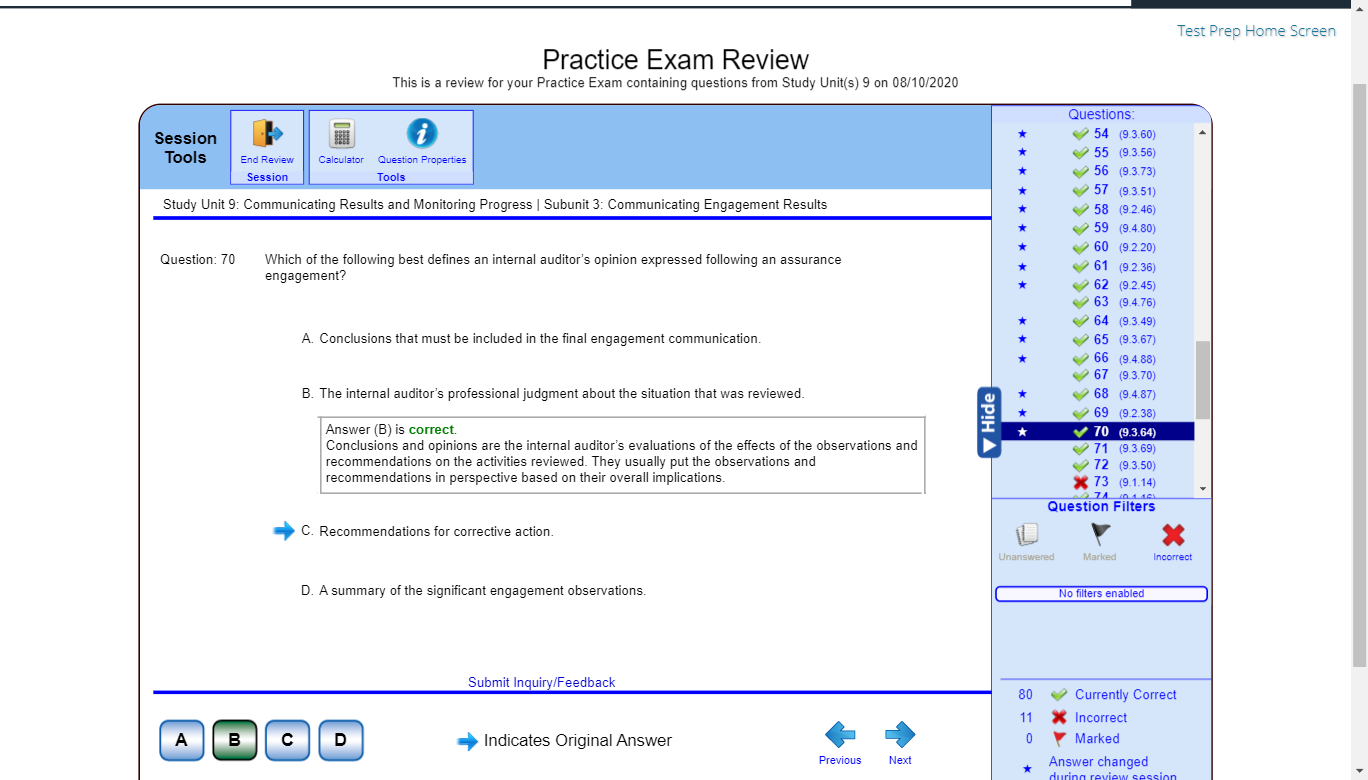 Test Prep Home Screen
Practice Exam Review
This is a review for your Practice Exam containing questions from Study Unit(s) 9 on 08/10/2020
Session
Tools
End Review
Session
Calculator
Question Properties
Tools
Study Unit 9: Communicating Results and Monitoring Progress | Subunit 3: Communicating Engagement Results
Question: 70
Which of the following best defines an internal auditor's opinion expressed following an assurance
engagement?
A. Conclusions that must be included in the final engagement communication.
B. The internal auditor's professional judgment about the situation that was reviewed.
Answer (B) is correct.
Conclusions and opinions are the internal auditor's evaluations of the effects of the observations and
recommendations on the activities reviewed. They usually put the observations and
recommendations in perspective based on their overall implications.
C. Recommendations for corrective action.
D. A summary of the significant engagement observations.
Submit Inquiry/Feedback
A B C D
Indicates Original Answer
Previous
Next
Hide
Questions:
54 (9.3.60)
55 (9.3.56)
56 (9.3.73)
57 (9.3.51)
58 (9.2.46)
59 (9.4.80)
60 (9.2.20)
61 (9.2.36)
62 (9.2.45)
63 (9.4.76)
64 (9.3.49)
65 (9.3.67)
66 (9.4.88)
67 (9.3.70)
68 (9.4.87)
69 (9.2.38)
70 (9.3.64)
71 (9.3.69)
72 (9.3.50)
73 (9.1.14)
74 (9.1.16)
Question Filters
Unanswered
Marked
Incorrect
No filters enabled
80 Currently Correct
11 Incorrect
0 Marked
Answer changed
during review session